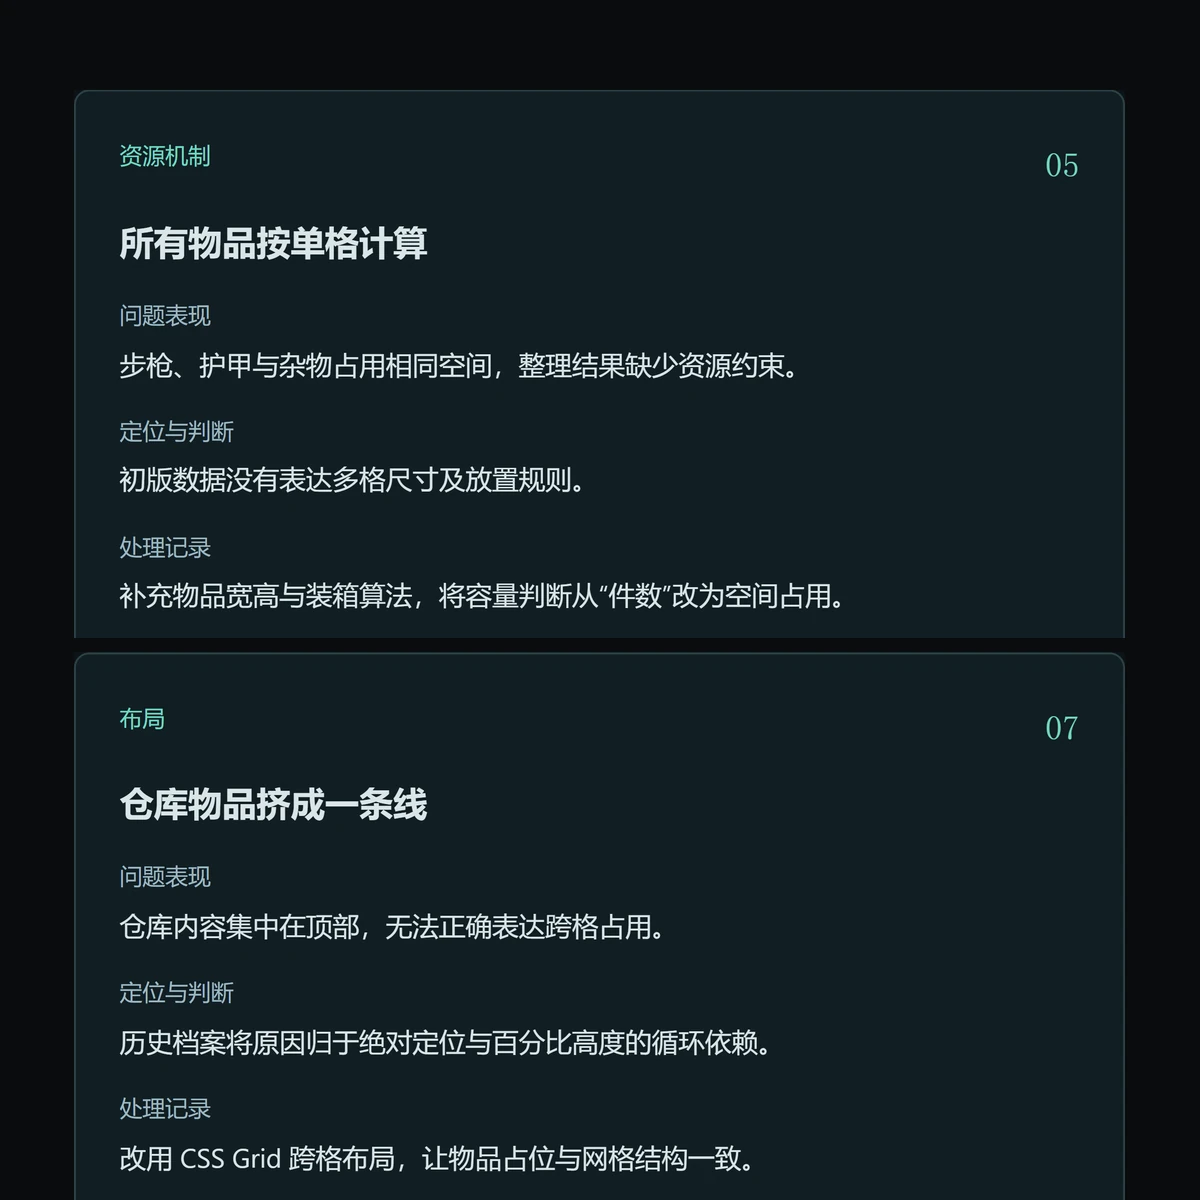 资源机制
05
所有物品按单格计算
问题表现
步枪、护甲与杂物占用相同空间，整理结果缺少资源约束。
定位与判断
初版数据没有表达多格尺寸及放置规则。
处理记录
补充物品宽高与装箱算法，将容量判断从“件数”改为空间占用。
布局
07
仓库物品挤成一条线
问题表现
仓库内容集中在顶部，无法正确表达跨格占用。
定位与判断
历史档案将原因归于绝对定位与百分比高度的循环依赖。
处理记录
改用 CSS Grid 跨格布局，让物品占位与网格结构一致。